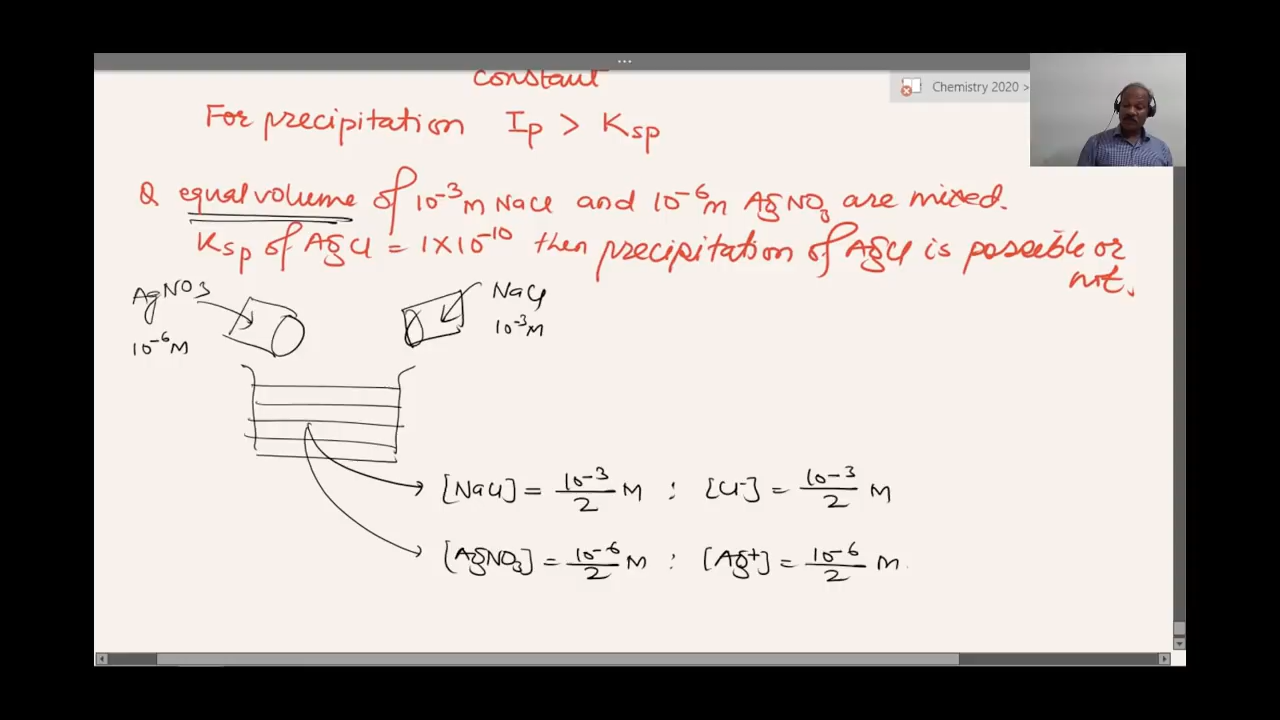 ...
constant
Chemistry 2020 >
For precipitation Ip > Ksp
Q equal volume of 10⁻³ m NaCl and 10⁻⁶ m AgNO₃ are mixed.
Ksp of AgCl = 1×10⁻¹⁰ then precipitation of AgCl is possible or
not.
AgNO3
10⁻⁶M
NaCl
10⁻³M
[NaCl] = 10⁻³/2 M : [Cl⁻] = 10⁻³/2 M
[AgNO₃] = 10⁻⁶/2 M : [Ag⁺] = 10⁻⁶/2 M.